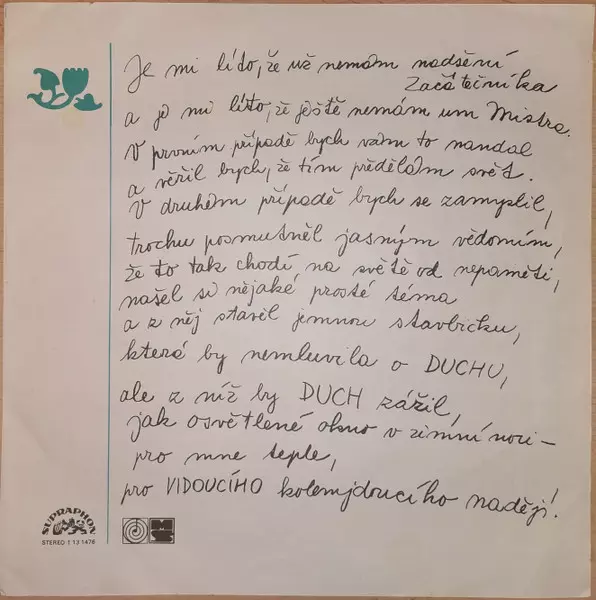 Je mi líto, že už nemám nadšení
Začátečníka
a je mi líto, že ještě nemám um Mistra.
V prvním případě bych vám to nandal
a věřil bych, že tím předělám svět.
V druhém případě bych se zamyslil,
trochu posmutněl jasným vědomím,
že to tak chodí na světě od nepaměti,
našel si nějaké prosté téma
a z něj stavěl jemnou stavbičku,
která by nemluvila o DUCHU,
ale z níž by DUCH zářil,
jak osvětlené okno v zimní noci –
pro mne teple,
pro VIDOUCÍHO kolemjdoucího nadějí!
SUPRAPHON
STEREO 1 13 1476